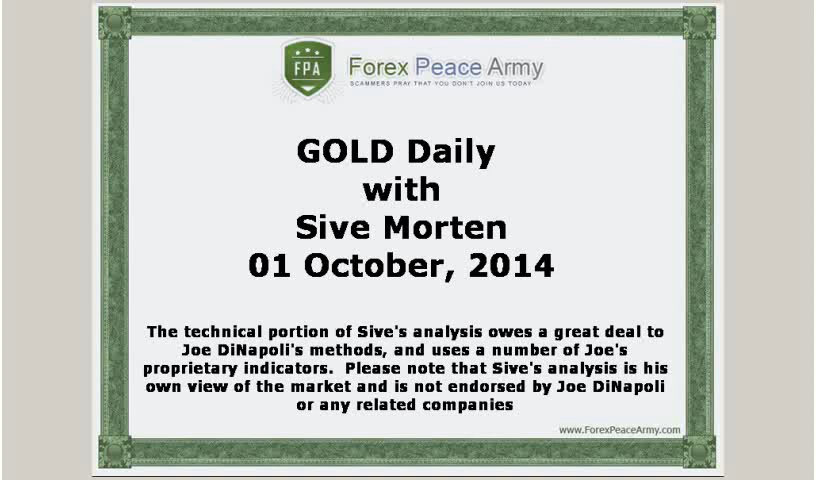 FPA
Forex Peace Army
SCAMMERS PRAY THAT YOU DON'T JOIN US TODAY
GOLD Daily
with
Sive Morten
01 October, 2014
The technical portion of Sive's analysis owes a great deal to
Joe DiNapoli's methods, and uses a number of Joe's
proprietary indicators.  Please note that Sive's analysis is his
own view of the market and is not endorsed by Joe DiNapoli
or any related companies
www.ForexPeaceArmy.com